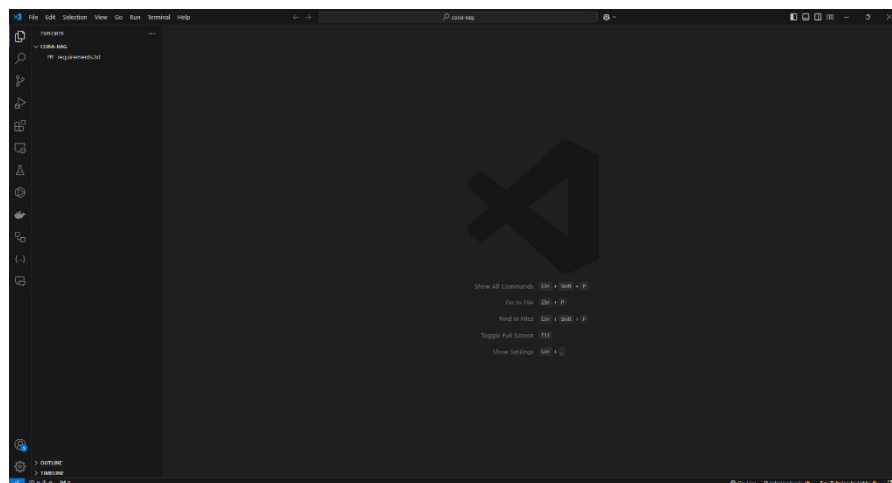 File Edit Selection View Go Run Terminal Help
coba-rag
EXPLORER
COBA-RAG
requirements.txt
Show All Commands Ctrl + Shift + P
Go to File Ctrl + P
Find in Files Ctrl + Shift + F
Toggle Full Screen F11
Show Settings Ctrl + ,
OUTLINE
TIMELINE